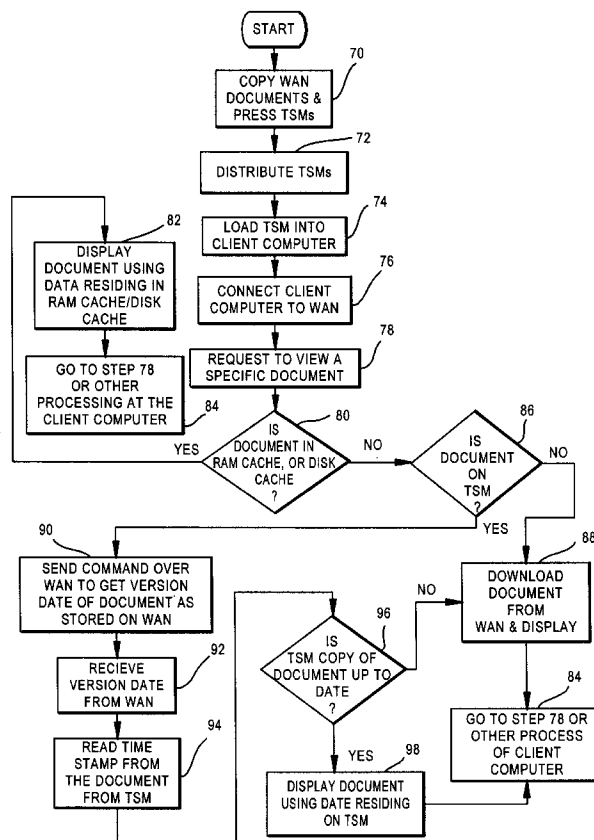 START
70
COPY WAN
DOCUMENTS &
PRESS TSMs
72
DISTRIBUTE TSMs
74
LOAD TSM INTO
CLIENT COMPUTER
76
CONNECT CLIENT
COMPUTER TO WAN
78
REQUEST TO VIEW A
SPECIFIC DOCUMENT
82
DISPLAY
DOCUMENT USING
DATA RESIDING IN
RAM CACHE/DISK
CACHE
GO TO STEP 78
OR OTHER
PROCESSING AT THE
CLIENT COMPUTER
84
80
IS
DOCUMENT IN
RAM CACHE, OR DISK
CACHE
?
YES
NO
86
IS
DOCUMENT
ON
TSM
?
NO
YES
88
DOWNLOAD
DOCUMENT
FROM
WAN & DISPLAY
90
SEND COMMAND OVER
WAN TO GET VERSION
DATE OF DOCUMENT AS
STORED ON WAN
92
RECIEVE
VERSION DATE
FROM WAN
94
READ TIME
STAMP FROM
THE DOCUMENT
FROM TSM
96
IS
TSM COPY OF
DOCUMENT UP TO
DATE
?
NO
YES
98
DISPLAY DOCUMENT
USING DATE RESIDING
ON TSM
84
GO TO STEP 78 OR
OTHER PROCESS
OF CLIENT
COMPUTER